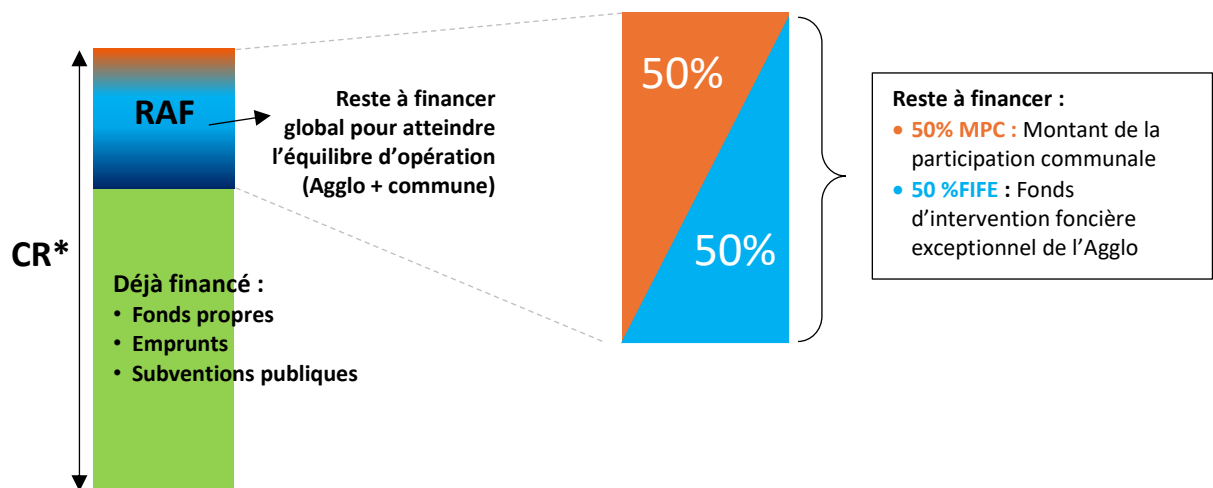 CR*
RAF
Reste à financer
global pour atteindre
l’équilibre d’opération
(Agglo + commune)
Déjà financé :
• Fonds propres
• Emprunts
• Subventions publiques
50%
50%
Reste à financer :
• 50% MPC : Montant de la
participation communale
• 50 %FIFE : Fonds
d’intervention foncière
exceptionnel de l’Agglo